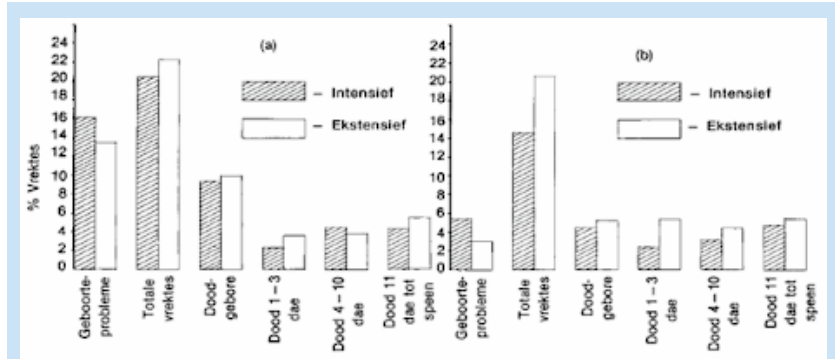 (a)
% Vrektes
24
22
20
18
16
14
12
10
8
6
4
2
0
– Intensief
– Ekstensief
Geboorte-
probleme
Totale
vrektes
Dood-
gebore
Dood 1 – 3
dae
Dood 4 – 10
dae
Dood 11
dae tot
speen
(b)
24
22
20
18
16
14
12
10
8
6
4
2
0
– Intensief
– Ekstensief
Geboorte-
probleme
Totale
vrektes
Dood-
gebore
Dood 1 – 3
dae
Dood 4 – 10
dae
Dood 11
dae tot
speen